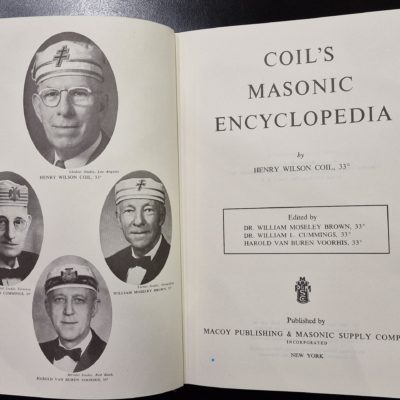 HENRY WILSON COIL, 33°
CUMMINGS, 33°
WILLIAM MOSELEY BROWN, 33°
HAROLD VAN BUREN VOORHIS, 33°
COIL'S
MASONIC
ENCYCLOPEDIA
by
HENRY WILSON COIL, 33°
Edited by
DR. WILLIAM MOSELEY BROWN, 33°
DR. WILLIAM L. CUMMINGS, 33°
HAROLD VAN BUREN VOORHIS, 33°
Published by
MACOY PUBLISHING & MASONIC SUPPLY COMP
INCORPORATED
NEW YORK